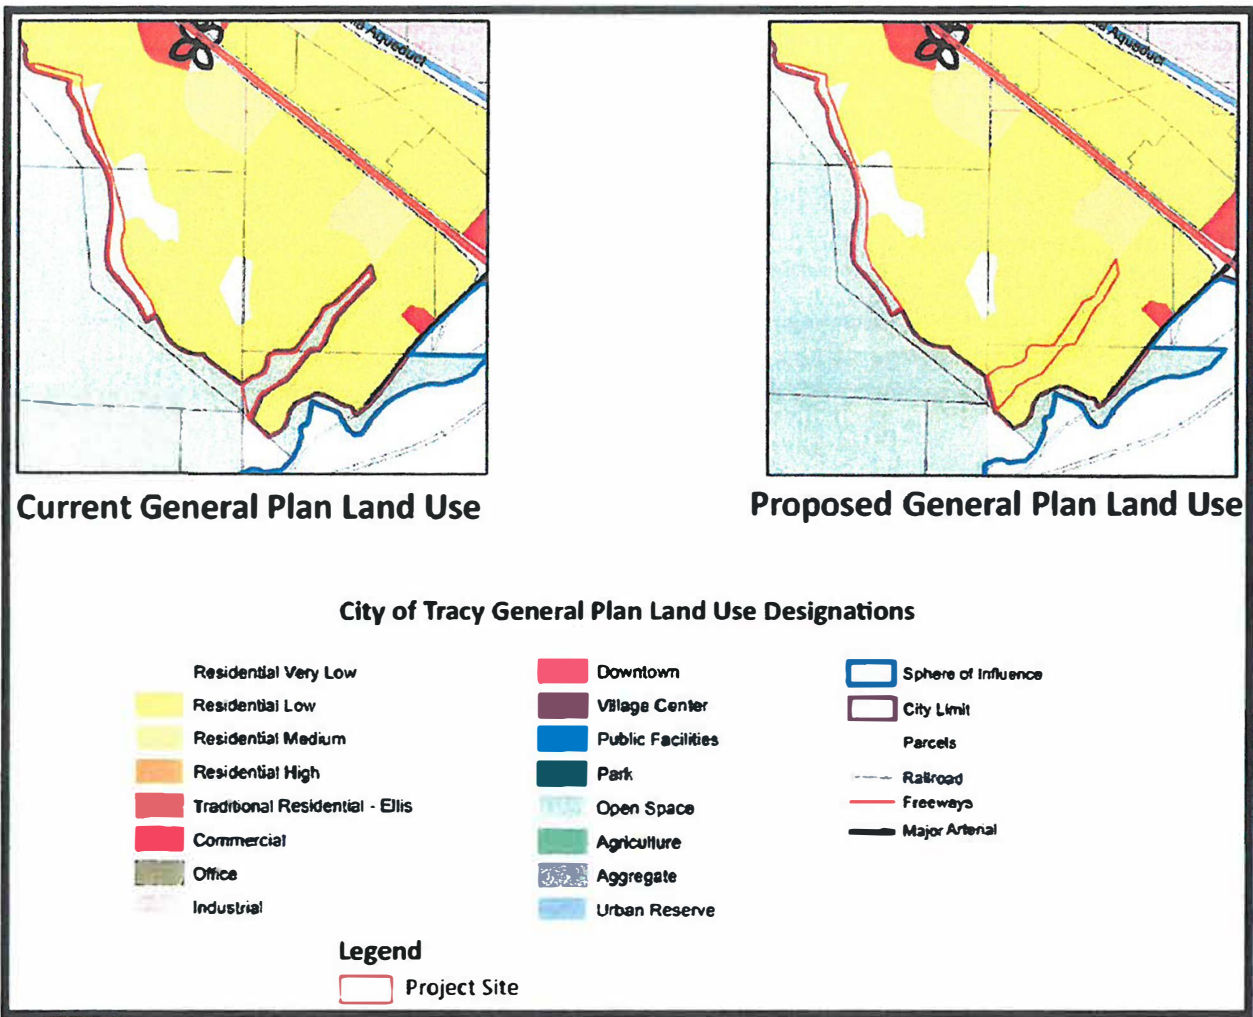 Aqueduct
Aqueduct
Current General Plan Land Use
Proposed General Plan Land Use
City of Tracy General Plan Land Use Designations
Residential Very Low
Residential Low
Residential Medium
Residential High
Traditional Residential - Ellis
Commercial
Office
Industrial
Downtown
Village Center
Public Facilities
Park
Open Space
Agriculture
Aggregate
Urban Reserve
Sphere of Influence
City Limit
Parcels
Railroad
Freeways
Major Arterial
Legend
Project Site